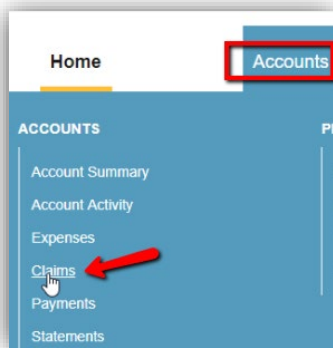 Home
Accounts
ACCOUNTS
Account Summary
Account Activity
Expenses
Claims
Payments
Statements